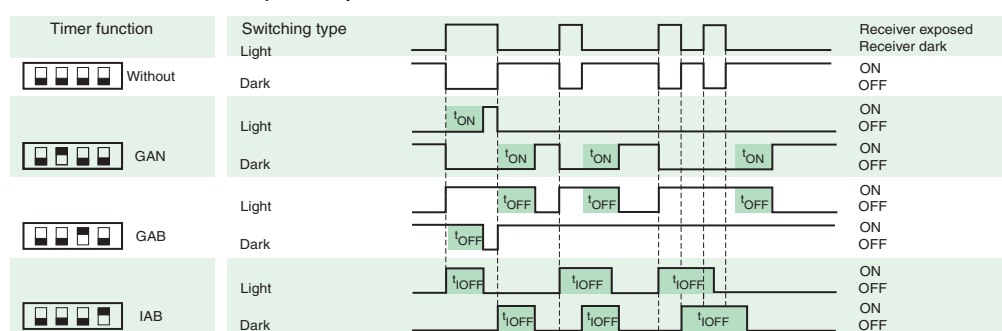 Timer function Switching type Receiver exposed
Light Receiver dark
Without ON
Dark OFF
ON
Light tON OFF
GAN ON
Dark tON tON tON OFF
ON
Light tOFF tOFF tOFF OFF
GAB ON
Dark tOFF OFF
ON
Light tIOFF tIOFF tIOFF OFF
IAB ON
Dark tIOFF tIOFF tIOFF OFF